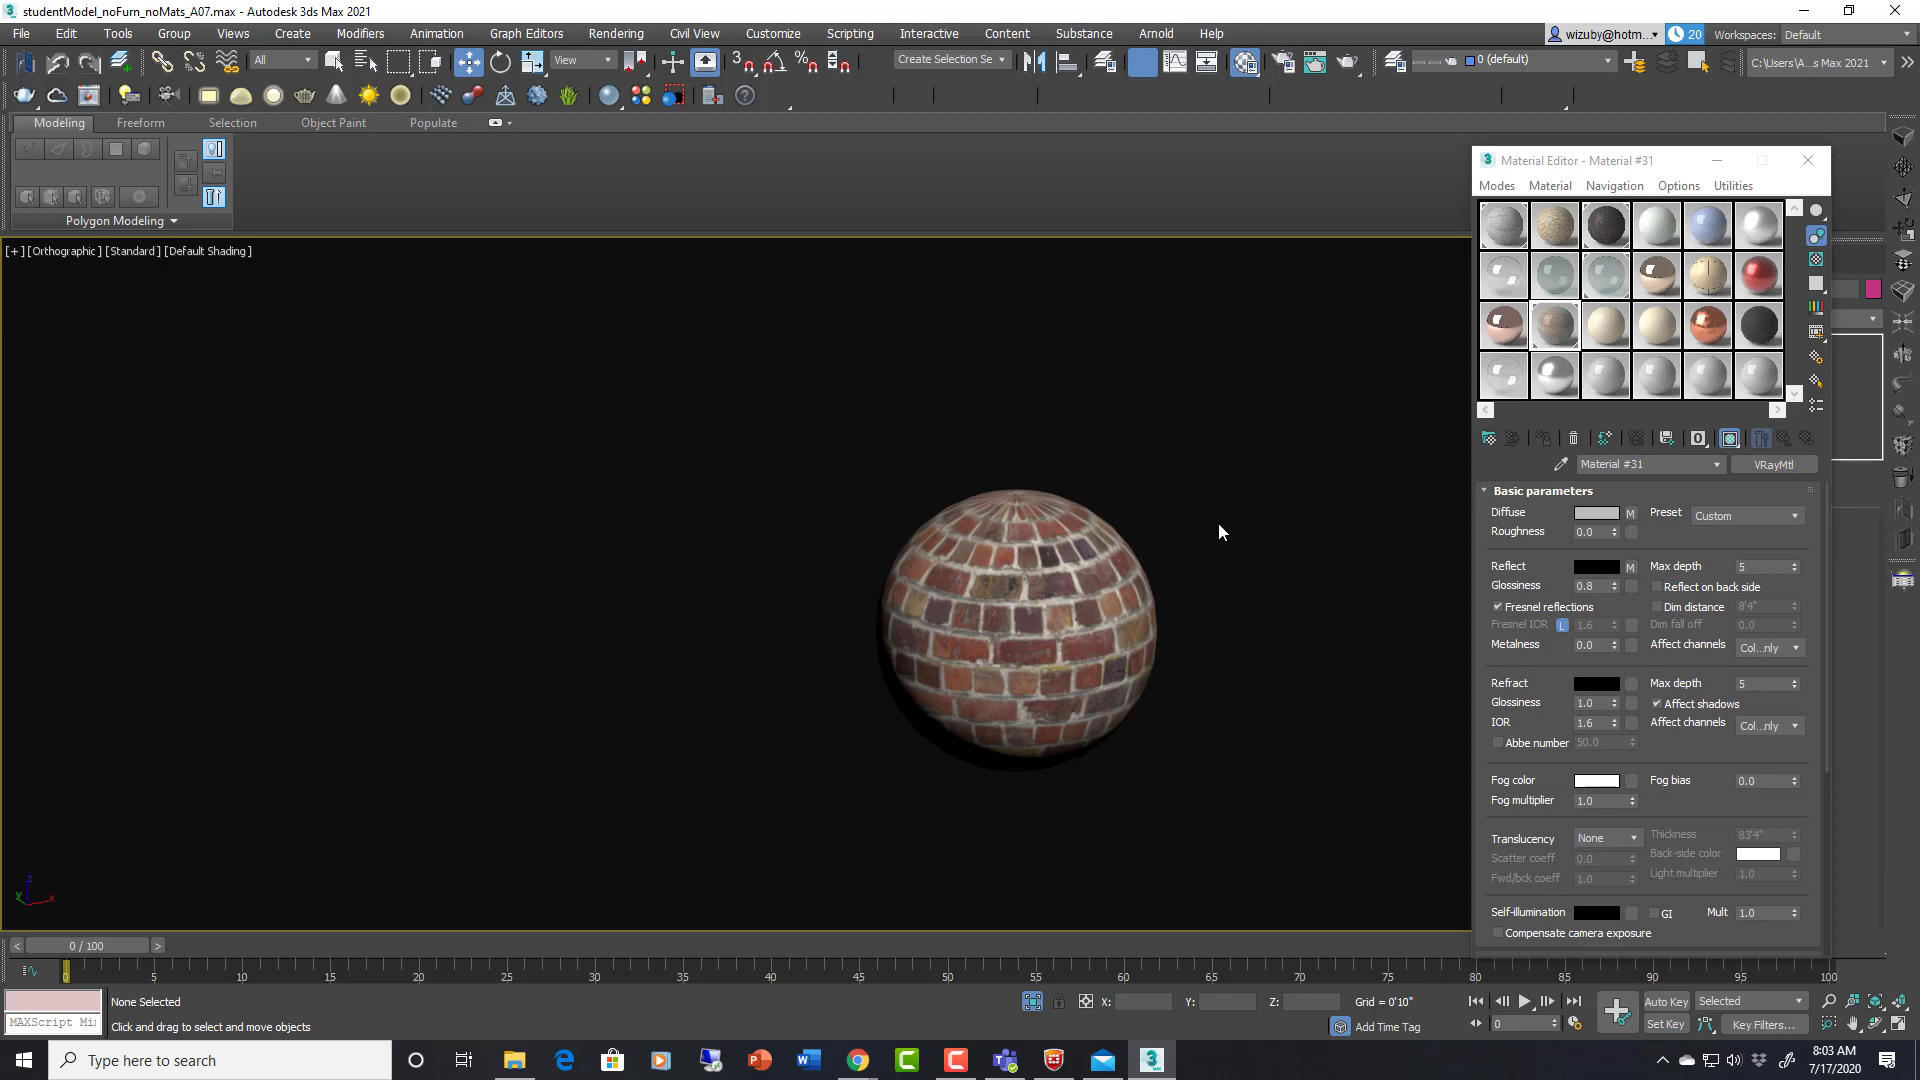 studentModel_noFurn_noMats_A07.max - Autodesk 3ds Max 2021
File Edit Tools Group Views Create Modifiers Animation Graph Editors Rendering Civil View Customize Scripting Interactive Content Substance Arnold Help
wizuby@hotm... 20 Workspaces: Default
All View Create Selection Se 0 (default) C:\Users\A...s Max 2021
Modeling Freeform Selection Object Paint Populate
Polygon Modeling
[+] [Orthographic] [Standard] [Default Shading]
Material Editor - Material #31
Modes Material Navigation Options Utilities
Material #31 VRayMtl
Basic parameters
Diffuse M Preset Custom
Roughness 0.0
Reflect M Max depth 5
Glossiness 0.8 Reflect on back side
Fresnel reflections Dim distance 8'4"
Fresnel IOR L 1.6 Dim fall off 0.0
Metalness 0.0 Affect channels Col...nly
Refract Max depth 5
Glossiness 1.0 Affect shadows
IOR 1.6 Affect channels Col...nly
Abbe number 50.0
Fog color Fog bias 0.0
Fog multiplier 1.0
Translucency None Thickness 83'4"
Scatter coeff 0.0 Back-side color
Fwd/bck coeff 1.0 Light multiplier 1.0
Self-illumination GI Mult 1.0
Compensate camera exposure
z
y x
< 0 / 100 >
0 5 10 15 20 25 30 35 40 45 50 55 60 65 70 75 80 85 90 95 100
None Selected X: Y: Z: Grid = 0'10" Auto Key Selected
MAXScript Mi Click and drag to select and move objects Add Time Tag 0 Set Key Key Filters...
Type here to search
8:03 AM
7/17/2020